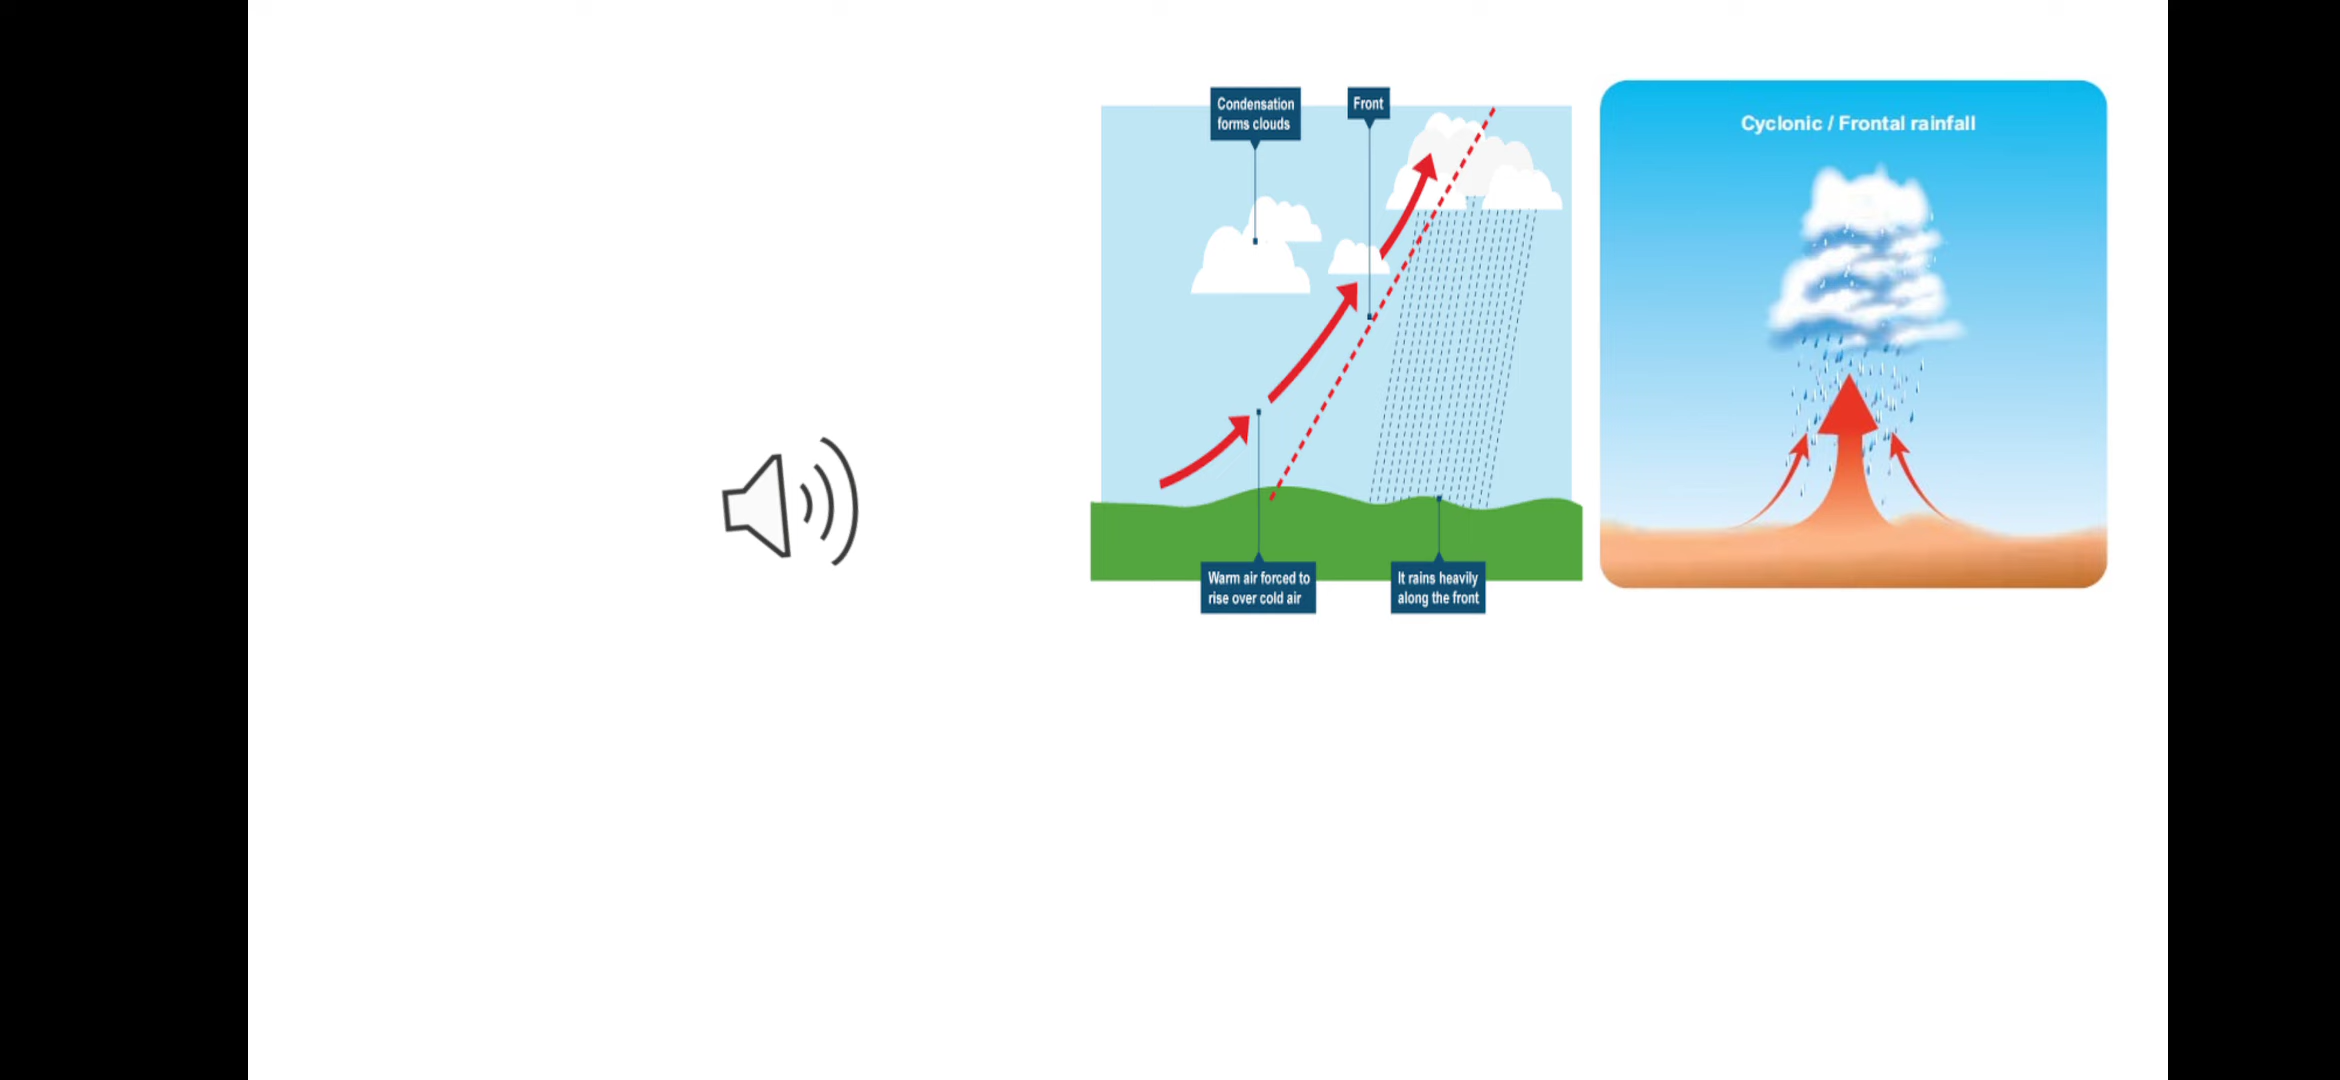 Condensation
forms clouds
Front
Warm air forced to
rise over cold air
It rains heavily
along the front
Cyclonic / Frontal rainfall